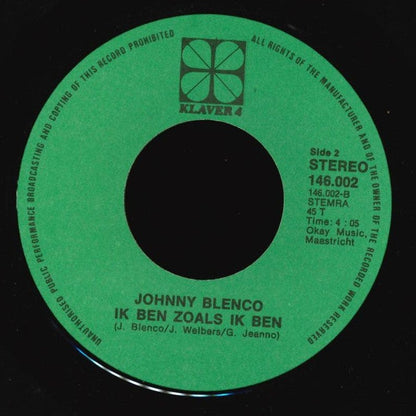 UNAUTHORISED PUBLIC PERFORMANCE BROADCASTING AND COPYING OF THIS RECORD PROHIBITED
ALL RIGHTS OF THE MANUFACTURER AND OF THE OWNER OF THE RECORDED WORK RESERVED
KLAVER 4
Side 2
STEREO
146.002
146.002-B
STEMRA
45 T
Time: 4 : 05
Okay Music,
Maastricht
JOHNNY BLENCO
IK BEN ZOALS IK BEN
(J. Blenco/J. Welbers/G. Jeanno)